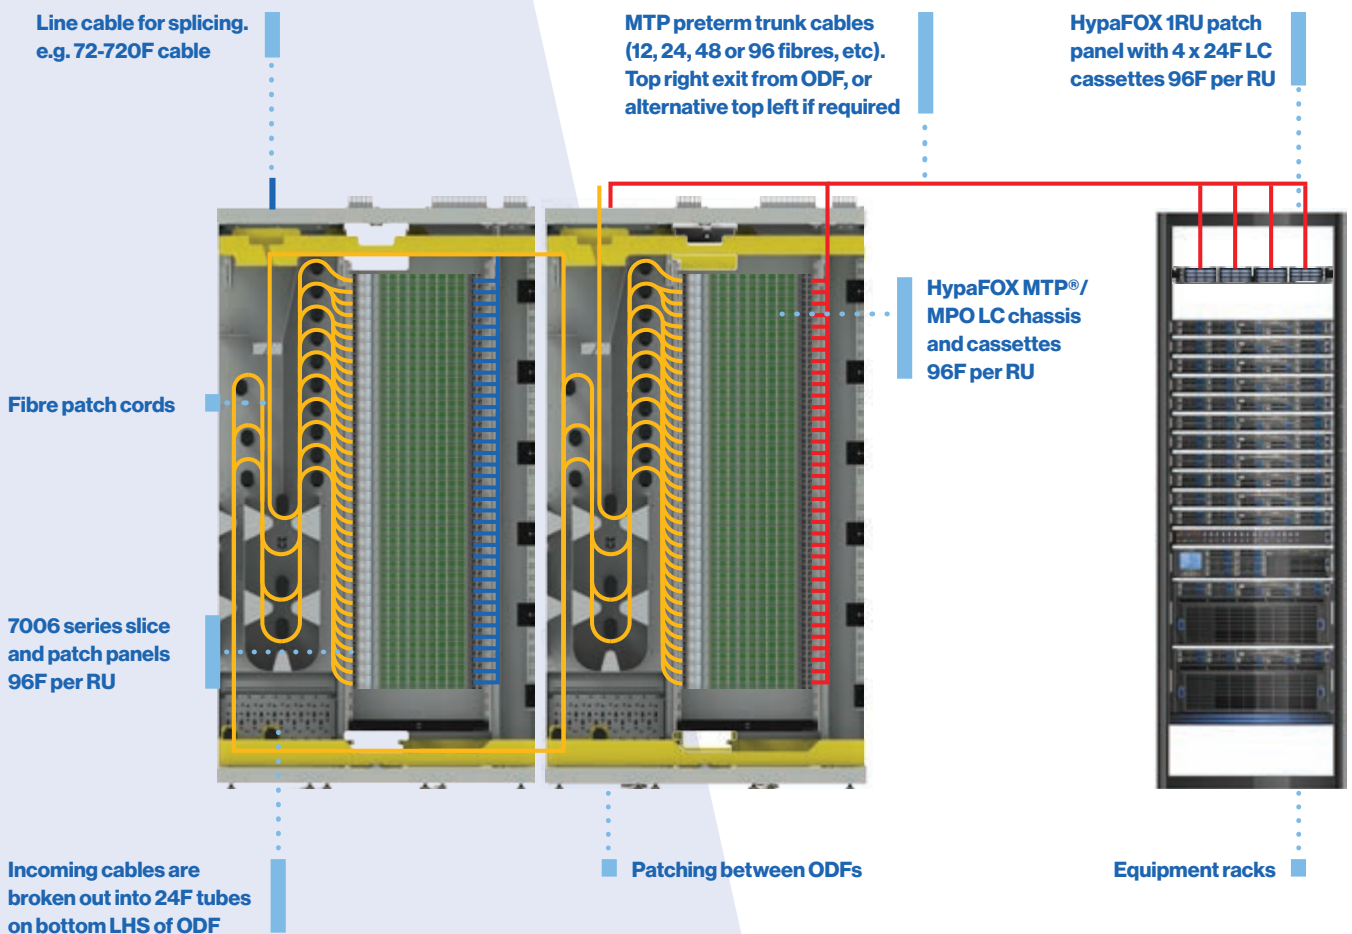 Line cable for splicing.
e.g. 72-720F cable
MTP preterm trunk cables
(12, 24, 48 or 96 fibres, etc).
Top right exit from ODF, or
alternative top left if required
HypaFOX 1RU patch
panel with 4 x 24F LC
cassettes 96F per RU
HypaFOX MTP®/
MPO LC chassis
and cassettes
96F per RU
Fibre patch cords
7006 series slice
and patch panels
96F per RU
Incoming cables are
broken out into 24F tubes
on bottom LHS of ODF
Patching between ODFs
Equipment racks